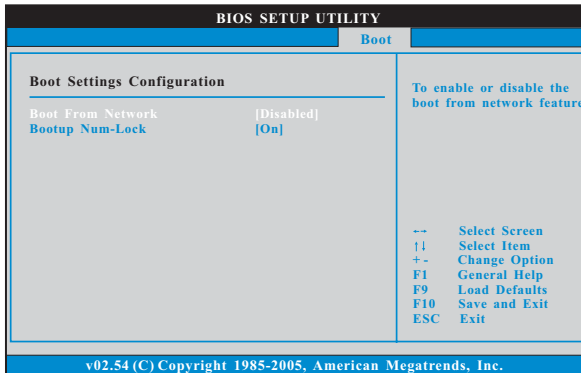 BIOS SETUP UTILITY
Boot
Boot Settings Configuration
Boot From Network [Disabled]
Bootup Num-Lock [On]
To enable or disable the
boot from network feature
←→ Select Screen
↑↓ Select Item
+ - Change Option
F1 General Help
F9 Load Defaults
F10 Save and Exit
ESC Exit
v02.54 (C) Copyright 1985-2005, American Megatrends, Inc.